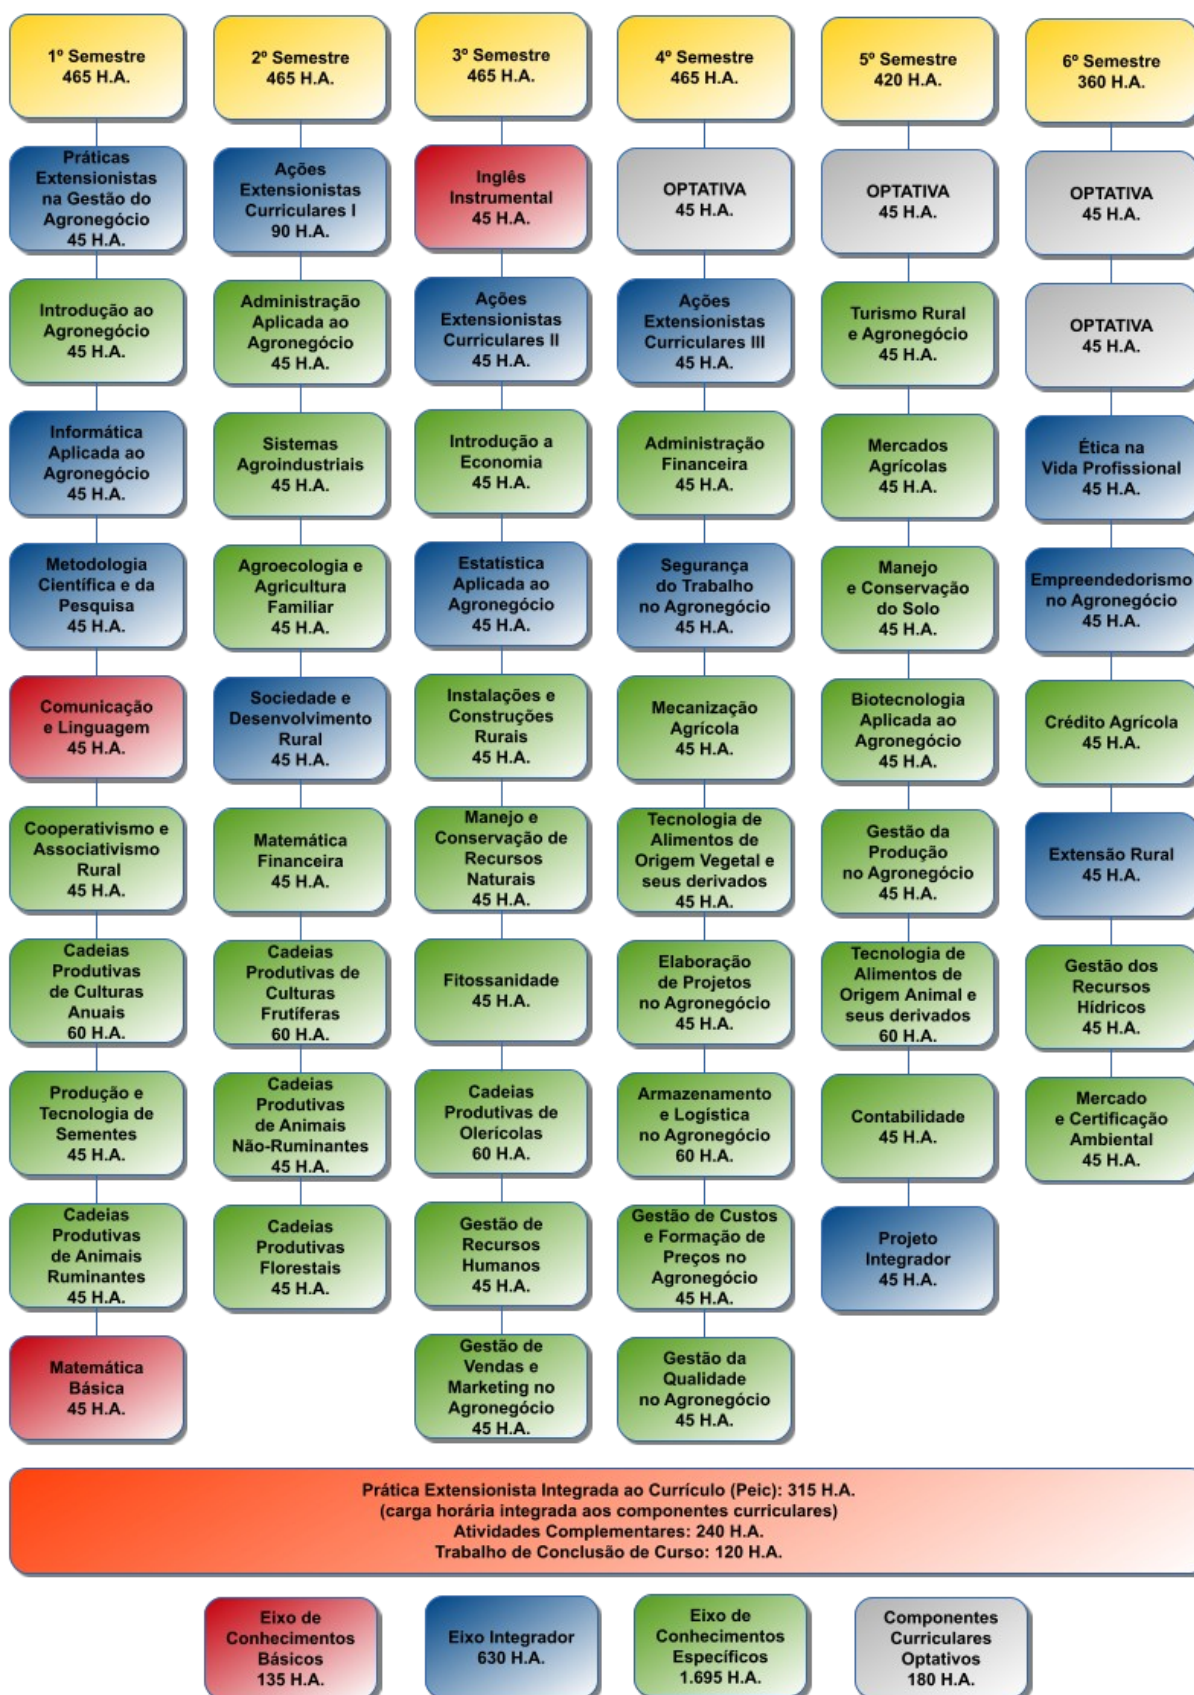 1º Semestre
465 H.A.
2º Semestre
465 H.A.
3º Semestre
465 H.A.
4º Semestre
465 H.A.
5º Semestre
420 H.A.
6º Semestre
360 H.A.
Práticas
Extensionistas
na Gestão do
Agronegócio
45 H.A.
Ações
Extensionistas
Curriculares I
90 H.A.
Inglês
Instrumental
45 H.A.
OPTATIVA
45 H.A.
OPTATIVA
45 H.A.
OPTATIVA
45 H.A.
Introdução ao
Agronegócio
45 H.A.
Administração
Aplicada ao
Agronegócio
45 H.A.
Ações
Extensionistas
Curriculares II
45 H.A.
Ações
Extensionistas
Curriculares III
45 H.A.
Turismo Rural
e Agronegócio
45 H.A.
OPTATIVA
45 H.A.
Informática
Aplicada ao
Agronegócio
45 H.A.
Sistemas
Agroindustriais
45 H.A.
Introdução a
Economia
45 H.A.
Administração
Financeira
45 H.A.
Mercados
Agrícolas
45 H.A.
Ética na
Vida Profissional
45 H.A.
Metodologia
Científica e da
Pesquisa
45 H.A.
Agroecologia e
Agricultura
Familiar
45 H.A.
Estatística
Aplicada ao
Agronegócio
45 H.A.
Segurança
do Trabalho
no Agronegócio
45 H.A.
Manejo
e Conservação
do Solo
45 H.A.
Empreendedorismo
no Agronegócio
45 H.A.
Comunicação
e Linguagem
45 H.A.
Sociedade e
Desenvolvimento
Rural
45 H.A.
Instalações e
Construções
Rurais
45 H.A.
Mecanização
Agrícola
45 H.A.
Biotecnologia
Aplicada ao
Agronegócio
45 H.A.
Crédito Agrícola
45 H.A.
Cooperativismo e
Associativismo
Rural
45 H.A.
Matemática
Financeira
45 H.A.
Manejo e
Conservação de
Recursos
Naturais
45 H.A.
Tecnologia de
Alimentos de
Origem Vegetal e
seus derivados
45 H.A.
Gestão da
Produção
no Agronegócio
45 H.A.
Extensão Rural
45 H.A.
Cadeias
Produtivas
de Culturas
Anuais
60 H.A.
Cadeias
Produtivas de
Culturas
Frutíferas
60 H.A.
Fitossanidade
45 H.A.
Elaboração
de Projetos
no Agronegócio
45 H.A.
Tecnologia de
Alimentos de
Origem Animal e
seus derivados
60 H.A.
Gestão dos
Recursos
Hídricos
45 H.A.
Produção e
Tecnologia de
Sementes
45 H.A.
Cadeias
Produtivas
de Animais
Não-Ruminantes
45 H.A.
Cadeias
Produtivas de
Olerícolas
60 H.A.
Armazenamento
e Logística
no Agronegócio
60 H.A.
Contabilidade
45 H.A.
Mercado
e Certificação
Ambiental
45 H.A.
Cadeias
Produtivas
de Animais
Ruminantes
45 H.A.
Cadeias
Produtivas
Florestais
45 H.A.
Gestão de
Recursos
Humanos
45 H.A.
Gestão de Custos
e Formação de
Preços no
Agronegócio
45 H.A.
Projeto
Integrador
45 H.A.
Matemática
Básica
45 H.A.
Gestão de
Vendas e
Marketing no
Agronegócio
45 H.A.
Gestão da
Qualidade
no Agronegócio
45 H.A.
Prática Extensionista Integrada ao Currículo (Peic): 315 H.A.
(carga horária integrada aos componentes curriculares)
Atividades Complementares: 240 H.A.
Trabalho de Conclusão de Curso: 120 H.A.
Eixo de
Conhecimentos
Básicos
135 H.A.
Eixo Integrador
630 H.A.
Eixo de
Conhecimentos
Específicos
1.695 H.A.
Componentes
Curriculares
Optativos
180 H.A.